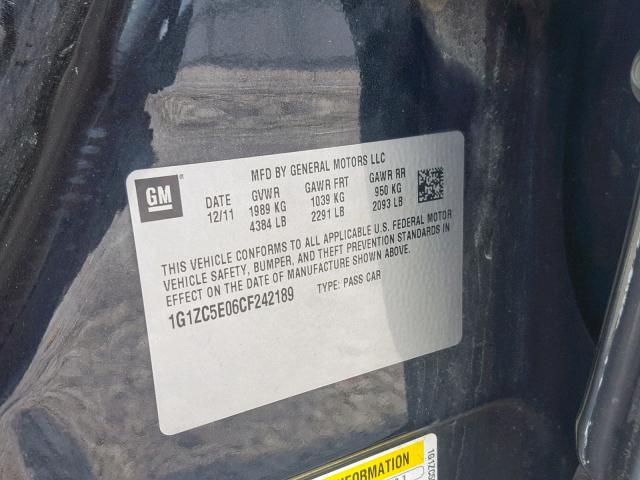 GM
MFD BY GENERAL MOTORS LLC
DATE GVWR GAWR FRT GAWR RR
12/11 1989 KG 1039 KG 950 KG
4384 LB 2291 LB 2093 LB
THIS VEHICLE CONFORMS TO ALL APPLICABLE U.S. FEDERAL MOTOR
VEHICLE SAFETY, BUMPER, AND THEFT PREVENTION STANDARDS IN
EFFECT ON THE DATE OF MANUFACTURE SHOWN ABOVE.
1G1ZC5E06CF242189 TYPE: PASS CAR
INFORMATION
1G1ZC5